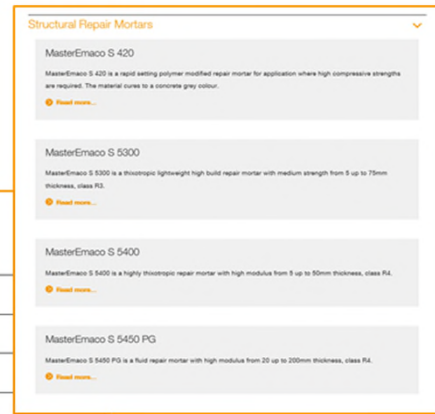 Structural Repair Mortars
MasterEmaco S 420
MasterEmaco S 420 is a rapid setting polymer modified repair mortar for application where high compressive strengths
are required. The material cures to a concrete grey colour.
Read more...
MasterEmaco S 5300
MasterEmaco S 5300 is a thixotropic lightweight high build repair mortar with medium strength from 5 up to 75mm
thickness, class R3.
Read more...
MasterEmaco S 5400
MasterEmaco S 5400 is a highly thixotropic repair mortar with high modulus from 5 up to 50mm thickness, class R4.
Read more...
MasterEmaco S 5450 PG
MasterEmaco S 5450 PG is a fluid repair mortar with high modulus from 20 up to 200mm thickness, class R4.
Read more...